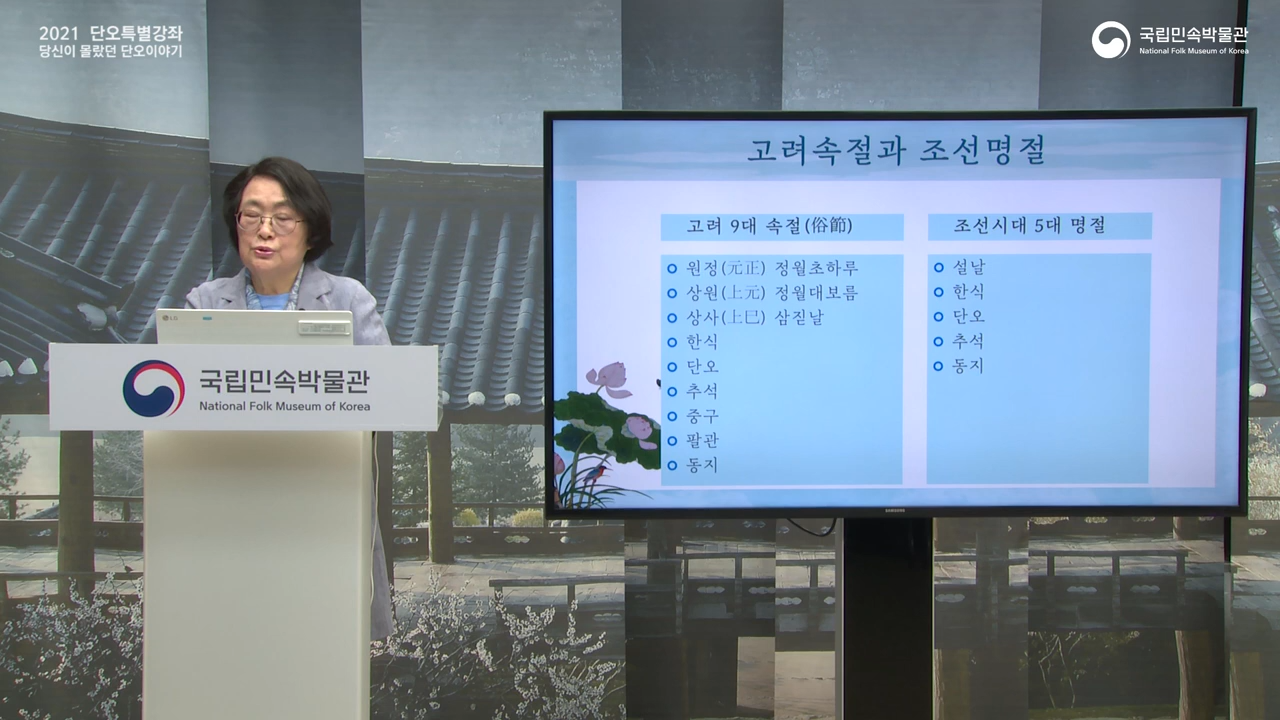 2021 단오특별강좌
당신이 몰랐던 단오이야기
국립민속박물관
National Folk Museum of Korea
고려속절과 조선명절
고려 9대 속절(俗節)
원정(元正) 정월초하루
상원(上元) 정월대보름
상사(上巳) 삼짇날
한식
단오
추석
중구
팔관
동지
조선시대 5대 명절
설날
한식
단오
추석
동지
LG
국립민속박물관
National Folk Museum of Korea
SAMSUNG